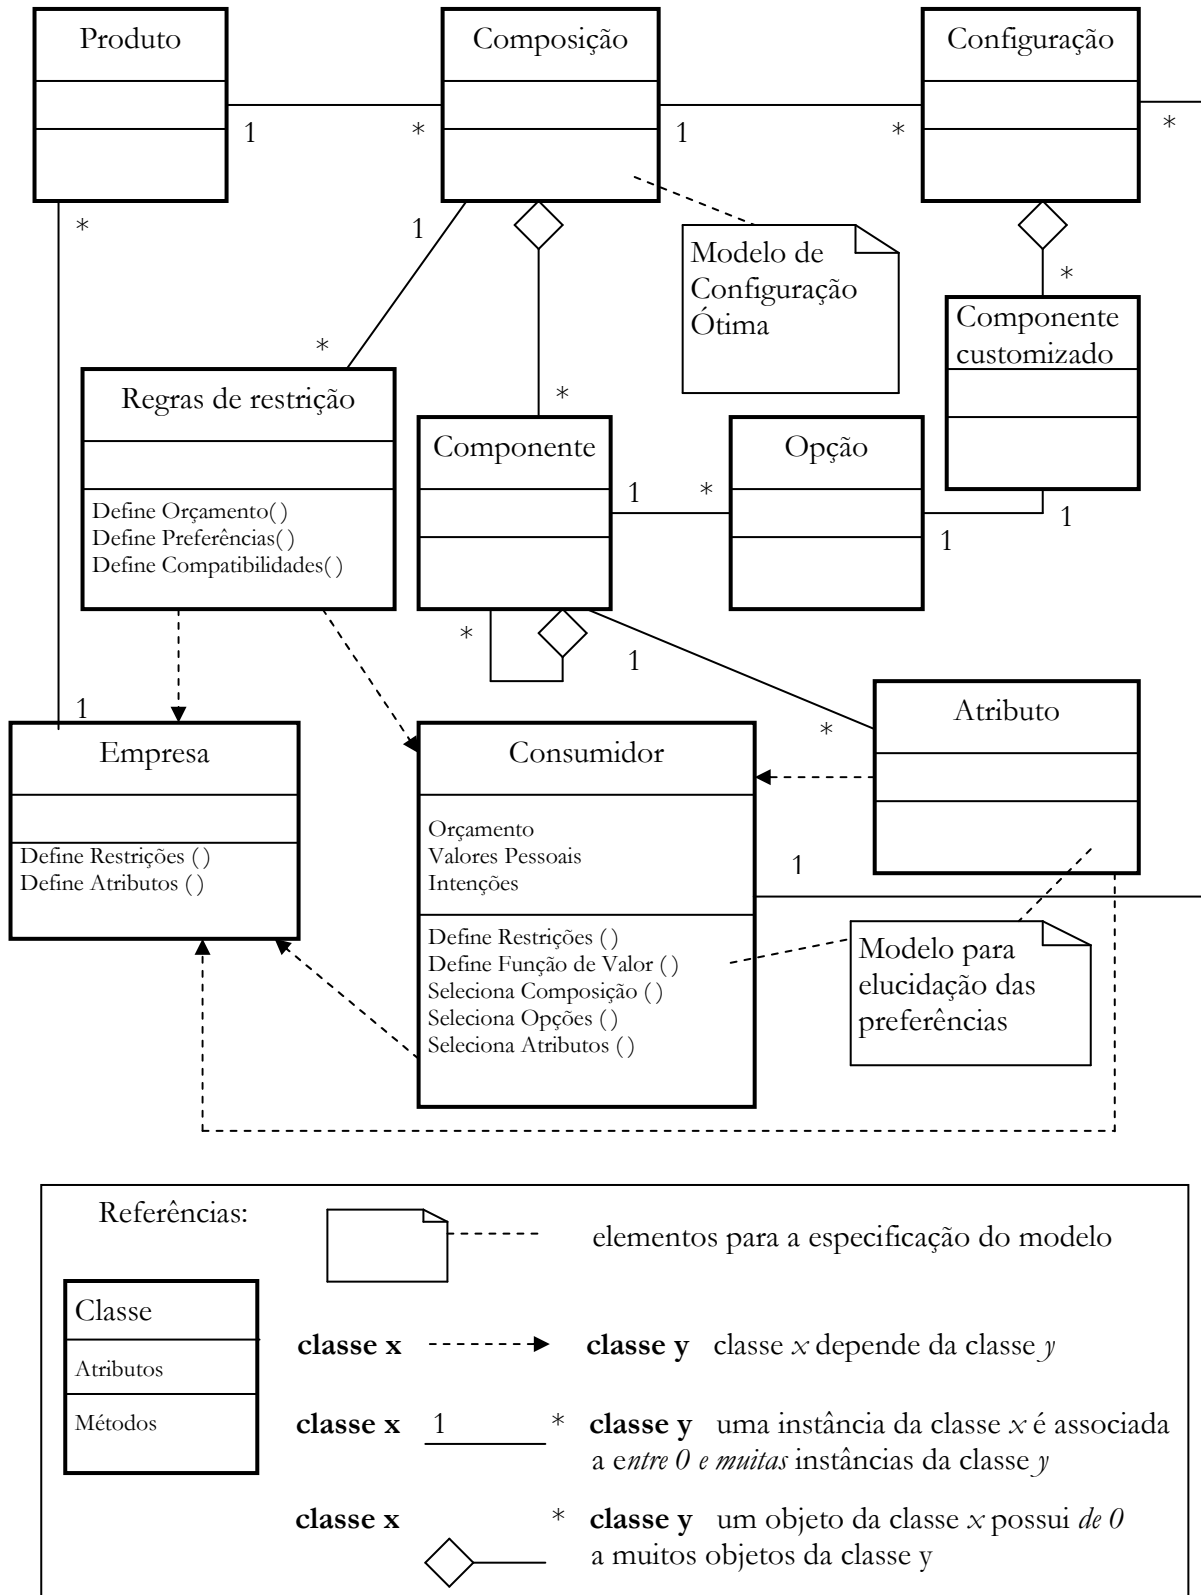 Produto
Composição
Configuração
1
*
1
*
*
*
1
Modelo de
Configuração
Ótima
*
Componente
customizado
*
*
Regras de restrição
Define Orçamento( )
Define Preferências( )
Define Compatibilidades( )
Componente
1
*
Opção
1
1
*
1
*
1
Empresa
Define Restrições ( )
Define Atributos ( )
Consumidor
Orçamento
Valores Pessoais
Intenções
Define Restrições ( )
Define Função de Valor ( )
Seleciona Composição ( )
Seleciona Opções ( )
Seleciona Atributos ( )
Atributo
1
Modelo para
elucidação das
preferências
Referências:
elementos para a especificação do modelo
Classe
Atributos
Métodos
classe x classe y classe x depende da classe y
classe x 1 * classe y uma instância da classe x é associada
a entre 0 e muitas instâncias da classe y
classe x * classe y um objeto da classe x possui de 0
a muitos objetos da classe y